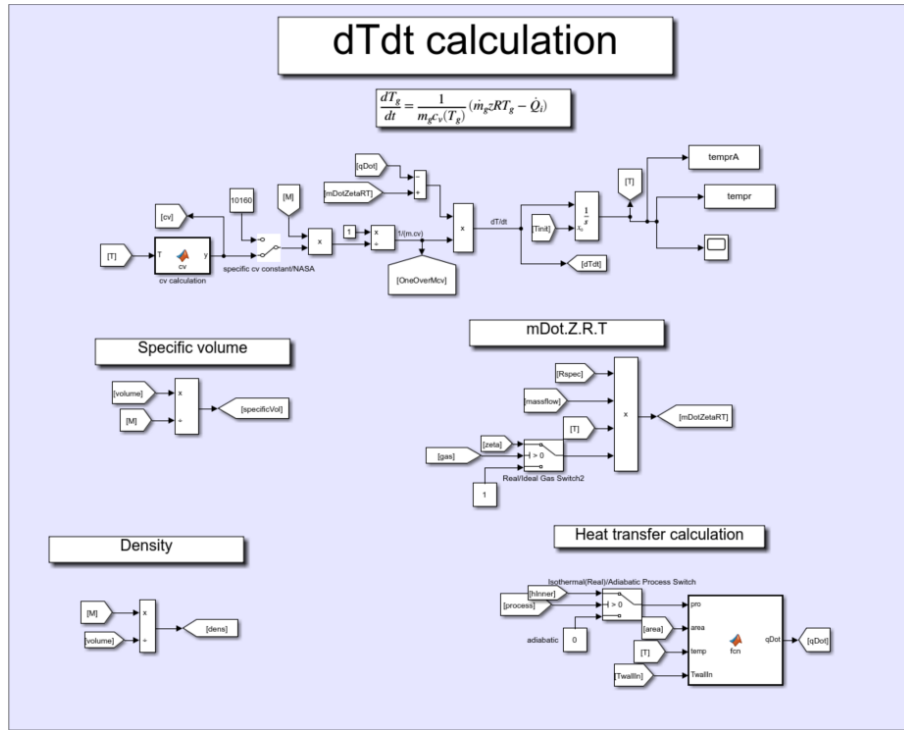 dTdt calculation
dT_g/dt = 1/(m_g c_v(T_g)) (ṁ_g zRT_g − Q̇_i)
[qDot]
[mDotZetaRT]
−
+
[T]
temprA
tempr
10160
[M]
[cv]
[T]
T
cv
y
cv calculation
specific cv constant/NASA
x
1
x
÷
1/(m.cv)
[OneOverMcv]
x
dT/dt
[Tinit]
1
s
xo
[dTdt]
Specific volume
[volume]
[M]
x
÷
[specificVol]
mDot.Z.R.T
[Rspec]
[massflow]
[T]
[zeta]
[gas]
> 0
1
Real/Ideal Gas Switch2
x
[mDotZetaRT]
Density
[M]
[volume]
x
÷
[dens]
Heat transfer calculation
Isothermal(Real)/Adiabatic Process Switch
[hInner]
[process]
> 0
adiabatic
0
[area]
[T]
[TwallIn]
pro
area
temp
TwallIn
fcn
qDot
[qDot]